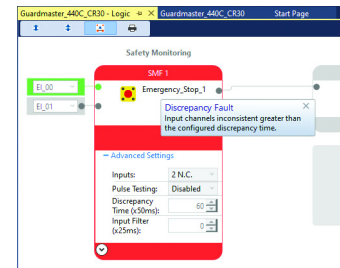 Guardmaster_440C_CR30 - Logic
Guardmaster_440C_CR30
Start Page
Safety Monitoring
SMF 1
EI_00
Emergency_Stop_1
EI_01
Discrepancy Fault
Input channels inconsistent greater than
the configured discrepancy time.
Advanced Settings
Inputs: 2 N.C.
Pulse Testing: Disabled
Discrepancy
Time (x50ms): 60
Input Filter
(x25ms): 0